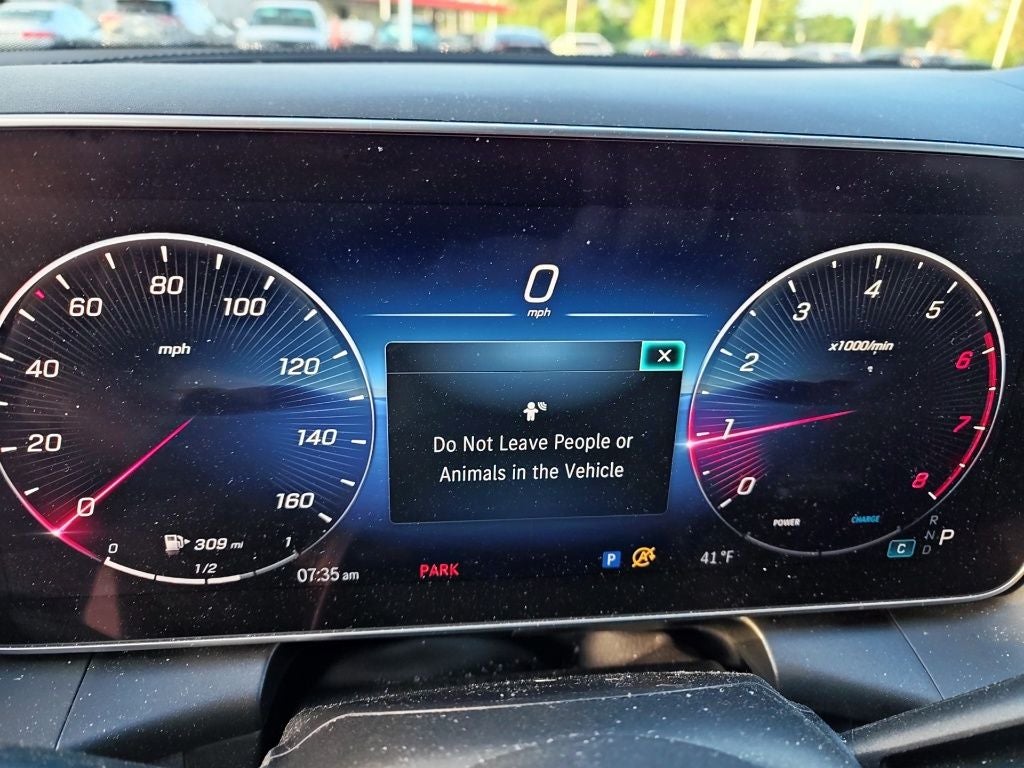 0
mph
60 80 100
40 mph 120
20 140
0 160
0 309 mi 1
1/2
07:35 am
X
Do Not Leave People or
Animals in the Vehicle
PARK
P
A
41°F
3 4 5
2 x1000/min 6
1 7
0 8
POWER CHARGE
R
N P
C D